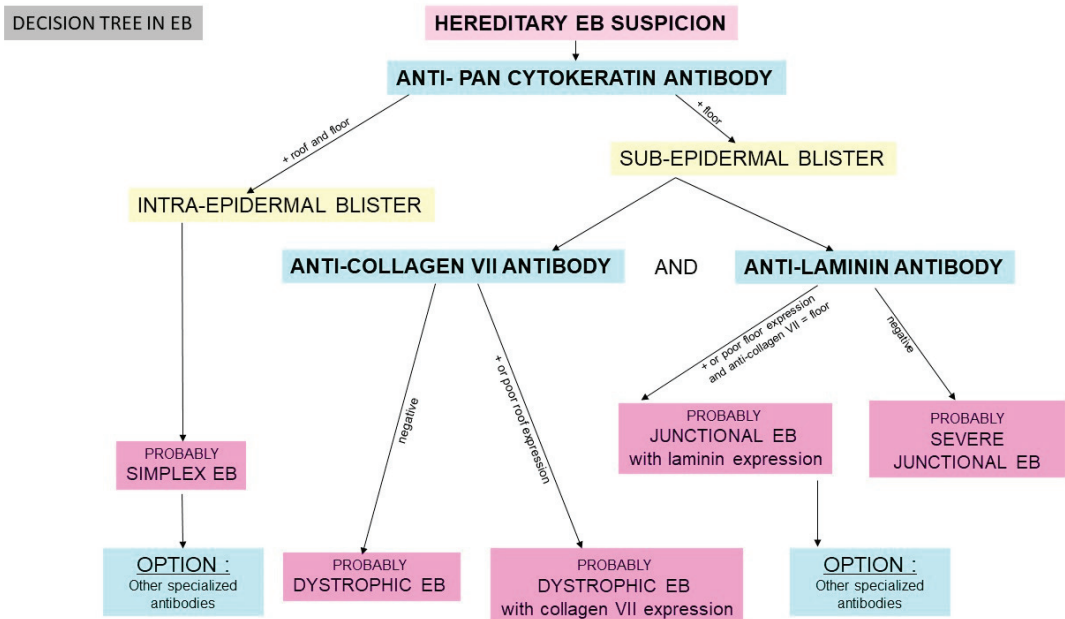 DECISION TREE IN EB
HEREDITARY EB SUSPICION
ANTI- PAN CYTOKERATIN ANTIBODY
+ roof and floor
+ floor
SUB-EPIDERMAL BLISTER
INTRA-EPIDERMAL BLISTER
ANTI-COLLAGEN VII ANTIBODY
AND
ANTI-LAMININ ANTIBODY
negative
+ or poor roof expression
+ or poor floor expression
and anti-collagen VII = floor
negative
PROBABLY
SIMPLEX EB
PROBABLY
JUNCTIONAL EB
with laminin expression
PROBABLY
SEVERE
JUNCTIONAL EB
OPTION :
Other specialized
antibodies
PROBABLY
DYSTROPHIC EB
PROBABLY
DYSTROPHIC EB
with collagen VII expression
OPTION :
Other specialized
antibodies